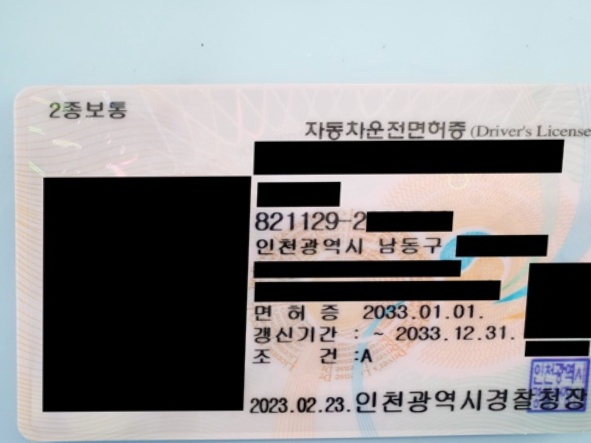 2종보통
자동차운전면허증 (Driver's License
821129-2
인천광역시 남동구
면 허 증 2033.01.01.
갱신기간 : ~ 2033.12.31.
조 건 :A
2023.02.23. 인천광역시경찰청장
인천광역시